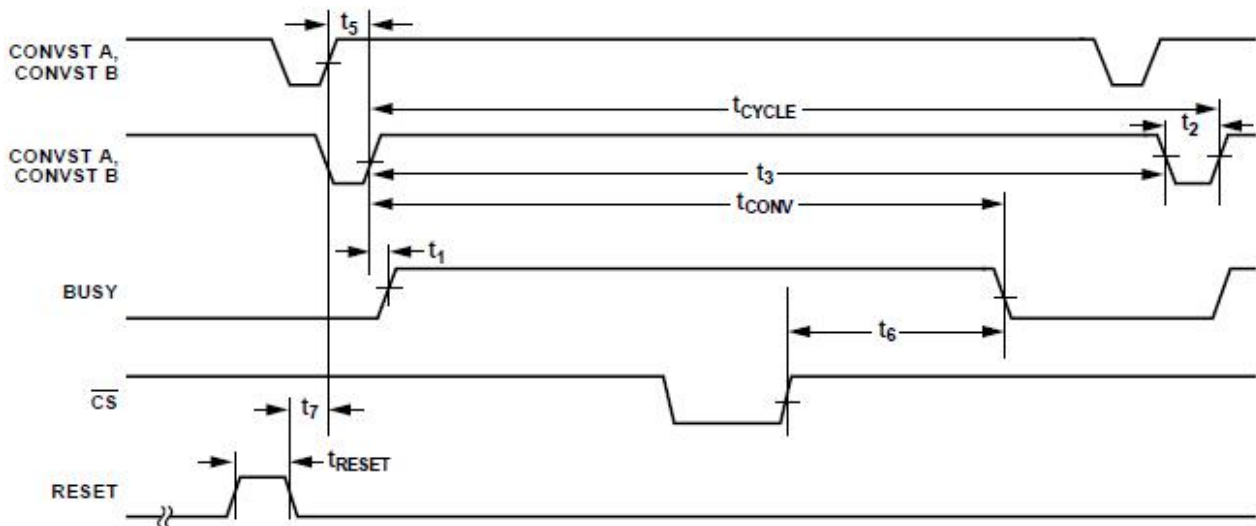 t5
CONVST A,
CONVST B
tCYCLE
t2
CONVST A,
CONVST B
t3
tCONV
t1
BUSY
t6
CS
t7
tRESET
RESET